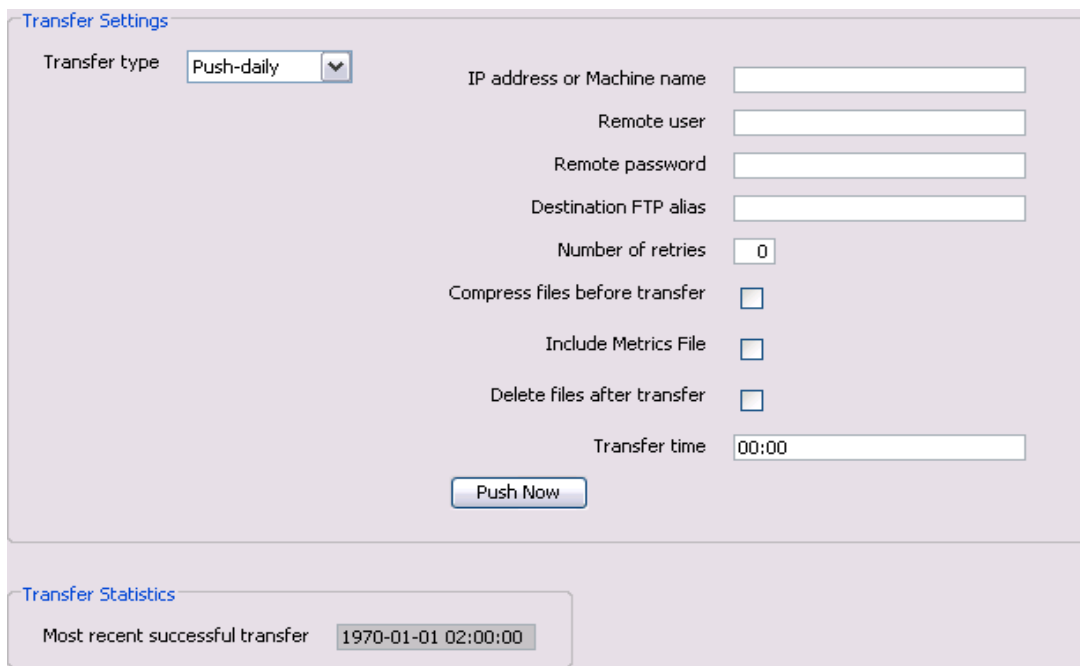 Transfer Settings
Transfer type Push-daily
IP address or Machine name
Remote user
Remote password
Destination FTP alias
Number of retries 0
Compress files before transfer
Include Metrics File
Delete files after transfer
Transfer time 00:00
Push Now
Transfer Statistics
Most recent successful transfer 1970-01-01 02:00:00